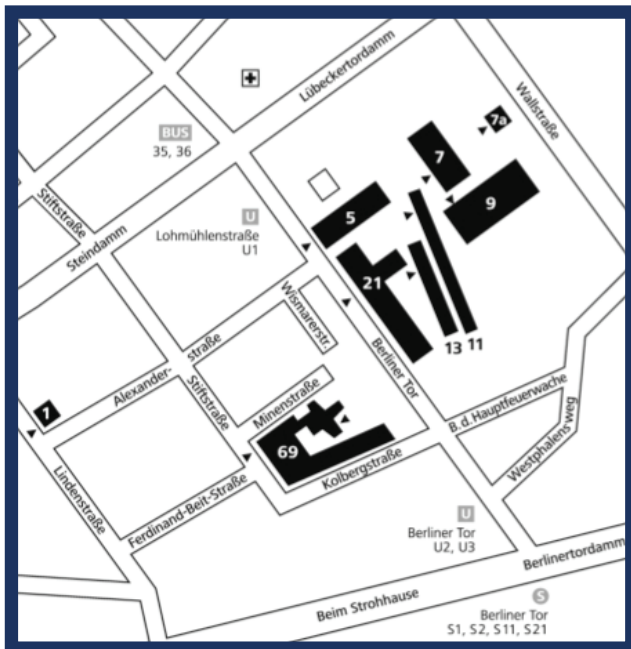 Lübeckertordamm
Wallstraße
BUS
35, 36
7a
7
Stiftstraße
9
5
U
Lohmühlenstraße
U1
Steindamm
21
Wismarerstr.
13
11
Berliner Tor
Alexander-
straße
Stiftstraße
Minenstraße
B.d.Hauptfeuerwache
1
69
Westphalensweg
Kolbergstraße
Lindenstraße
Ferdinand-Beit-Straße
U
Berliner Tor
U2, U3
Berlinertordamm
Beim Strohhause
S
Berliner Tor
S1, S2, S11, S21